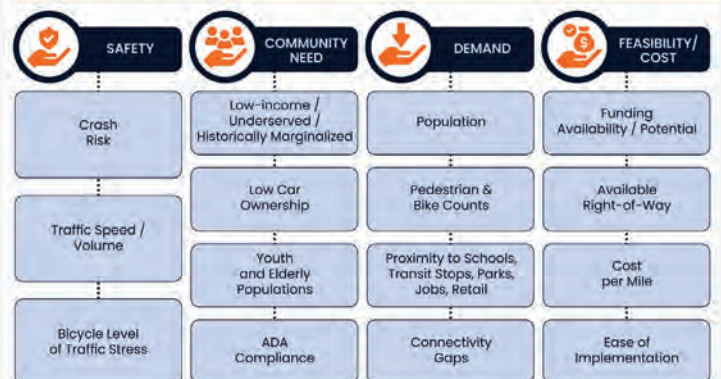 SAFETY
Crash
Risk
Traffic Speed /
Volume
Bicycle Level
of Traffic Stress
COMMUNITY
NEED
Low-income /
Underserved /
Historically Marginalized
Low Car
Ownership
Youth
and Elderly
Populations
ADA
Compliance
DEMAND
Population
Pedestrian &
Bike Counts
Proximity to Schools,
Transit Stops, Parks,
Jobs, Retail
Connectivity
Gaps
$
FEASIBILITY/
COST
Funding
Availability / Potential
Available
Right-of-Way
Cost
per Mile
Ease of
Implementation